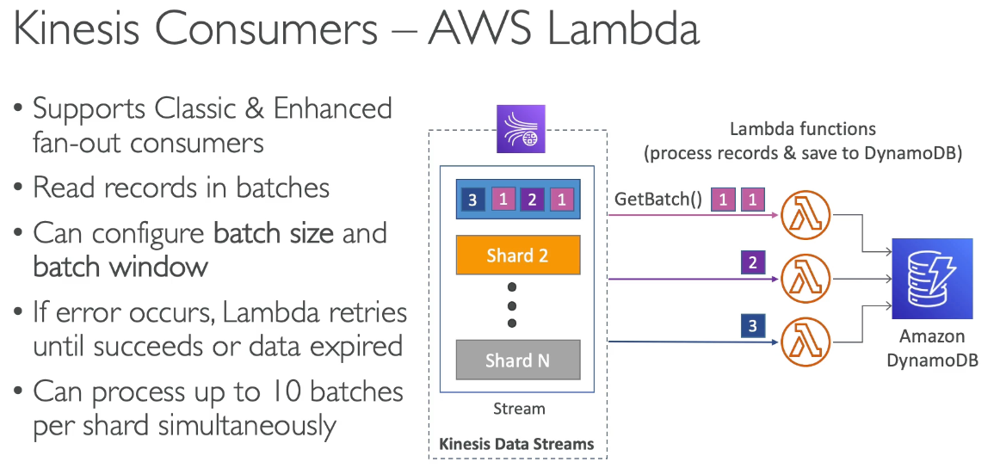 Kinesis Consumers – AWS Lambda
• Supports Classic & Enhanced
fan-out consumers
• Read records in batches
• Can configure batch size and
batch window
• If error occurs, Lambda retries
until succeeds or data expired
• Can process up to 10 batches
per shard simultaneously
3 1 2 1
Shard 2
Shard N
Stream
Kinesis Data Streams
Lambda functions
(process records & save to DynamoDB)
GetBatch() 1 1
2
3
Amazon
DynamoDB